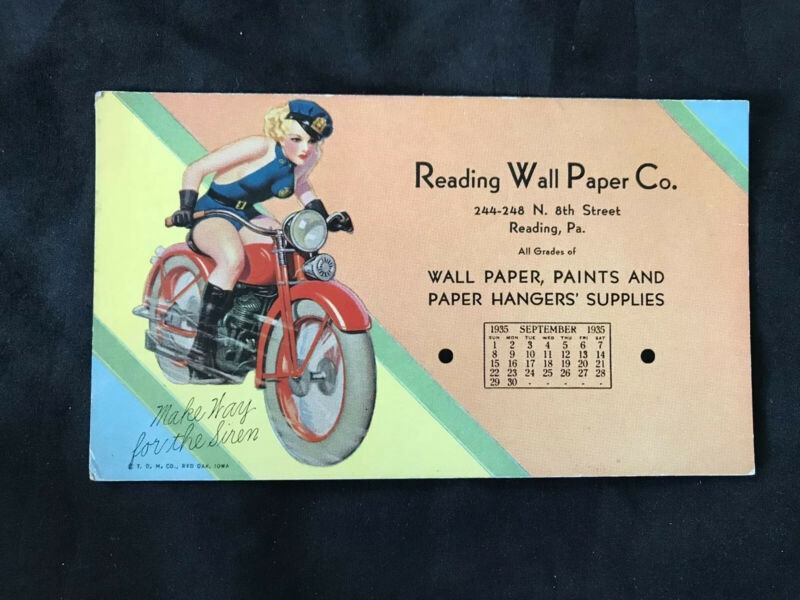 Reading Wall Paper Co.
244-248 N. 8th Street
Reading, Pa.
All Grades of
WALL PAPER, PAINTS AND
PAPER HANGERS' SUPPLIES
1935 SEPTEMBER 1935
SUN MON TUE WED THU FRI SAT
1 2 3 4 5 6 7
8 9 10 11 12 13 14
15 16 17 18 19 20 21
22 23 24 25 26 27 28
29 30 - - - - -
Make Way
for the Siren
© T. D. M. CO., RED OAK, IOWA